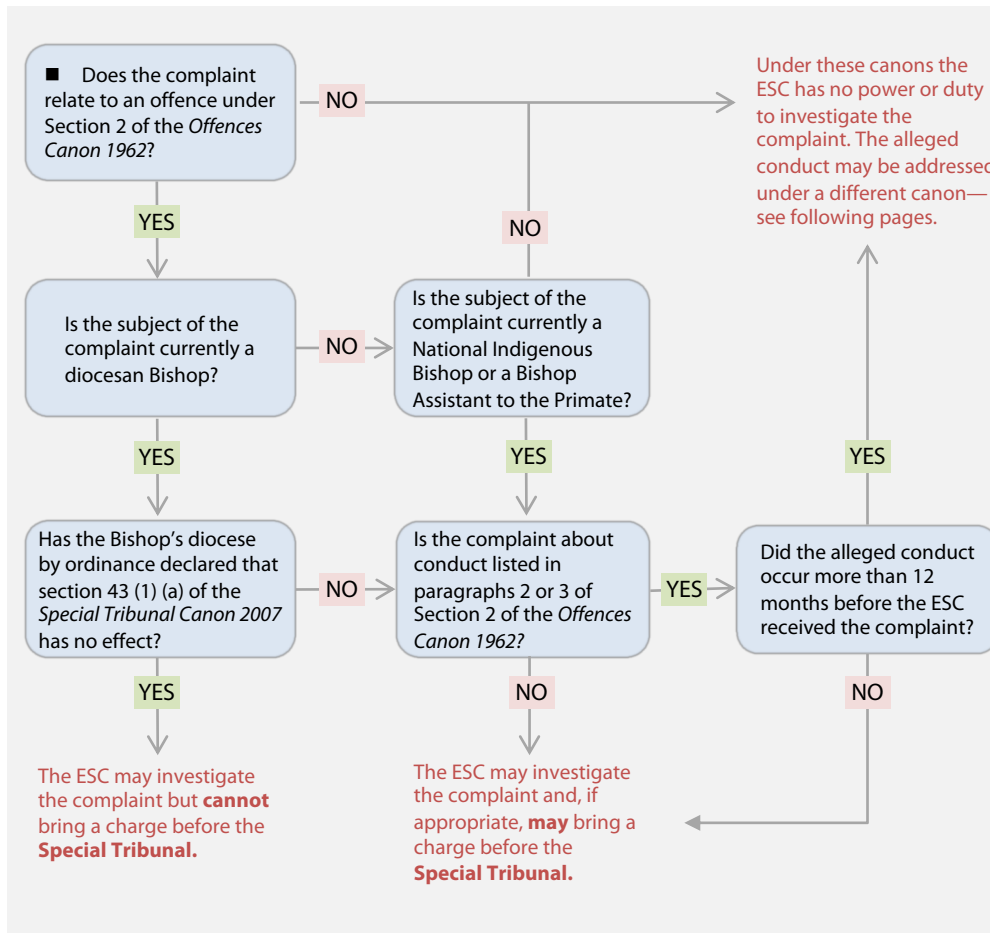 ■ Does the complaint
relate to an offence under
Section 2 of the Offences
Canon 1962?
NO
Under these canons the
ESC has no power or duty
to investigate the
complaint. The alleged
conduct may be addressed
under a different canon—
see following pages.
YES
NO
Is the subject of the
complaint currently a
diocesan Bishop?
NO
Is the subject of the
complaint currently a
National Indigenous
Bishop or a Bishop
Assistant to the Primate?
YES
YES
YES
Has the Bishop’s diocese
by ordinance declared that
section 43 (1) (a) of the
Special Tribunal Canon 2007
has no effect?
NO
Is the complaint about
conduct listed in
paragraphs 2 or 3 of
Section 2 of the Offences
Canon 1962?
YES
Did the alleged conduct
occur more than 12
months before the ESC
received the complaint?
YES
NO
NO
The ESC may investigate
the complaint but cannot
bring a charge before the
Special Tribunal.
The ESC may investigate
the complaint and, if
appropriate, may bring a
charge before the
Special Tribunal.